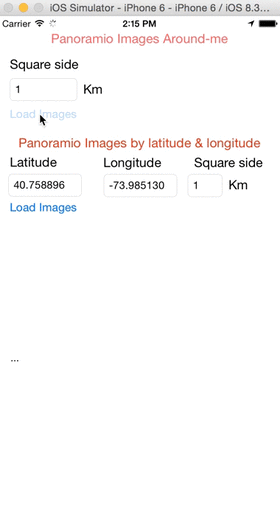 iOS Simulator - iPhone 6 - iPhone 6 / iOS 8.3
Carrier 2:15 PM
Panoramio Images Around-me
Square side
1 Km
Load Images
Panoramio Images by latitude & longitude
Latitude Longitude Square side
40.758896 -73.985130 1 Km
Load Images
...